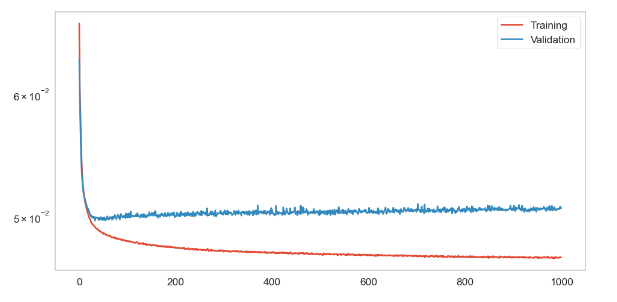 Training
Validation
6 × 10⁻²
5 × 10⁻²
0 200 400 600 800 1000